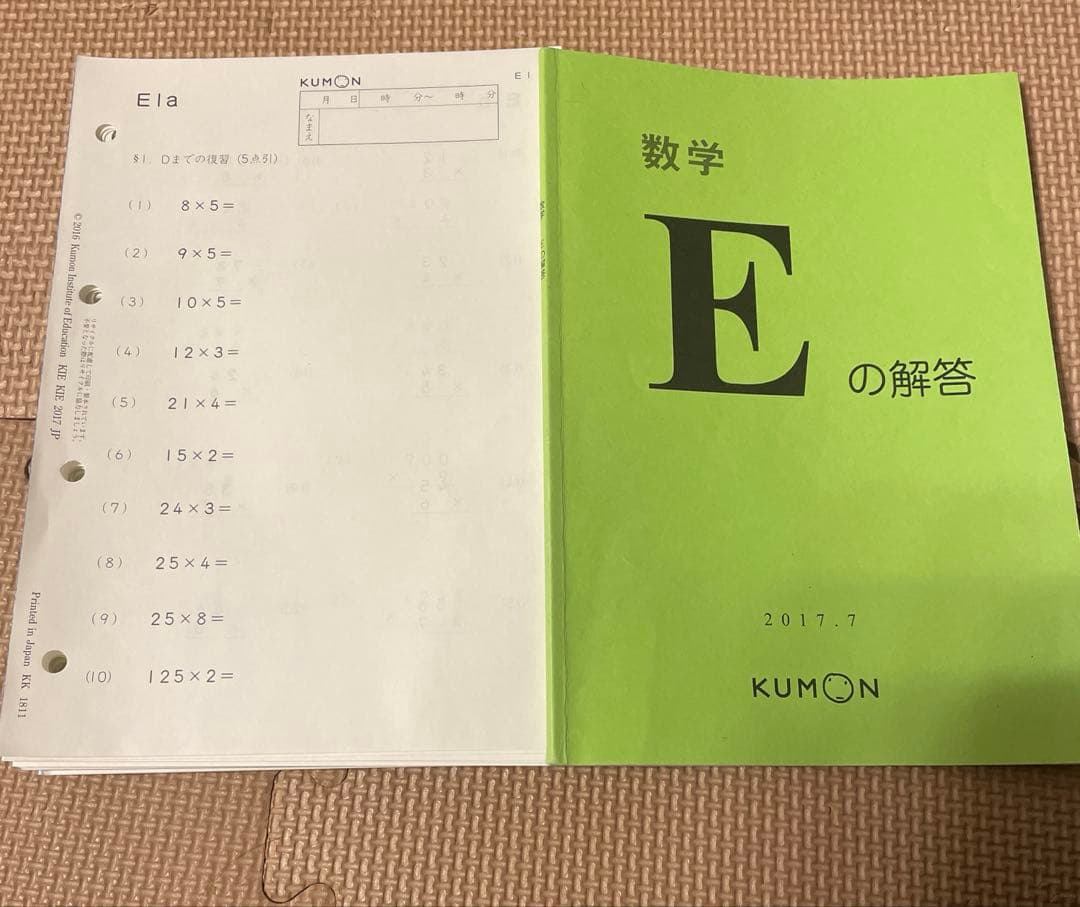 E1a
KUMON
E1
月 日 時 分~ 時 分
なまえ
§1. Dまでの復習 (5点引)
(1) 8×5=
(2) 9×5=
(3) 10×5=
(4) 12×3=
(5) 21×4=
(6) 15×2=
(7) 24×3=
(8) 25×4=
(9) 25×8=
(10) 125×2=
© 2016 Kumon Institute of Education KIE KIE 2017 JP
Printed in Japan KK 1811
数学
E
の解答
2017.7
KUMON